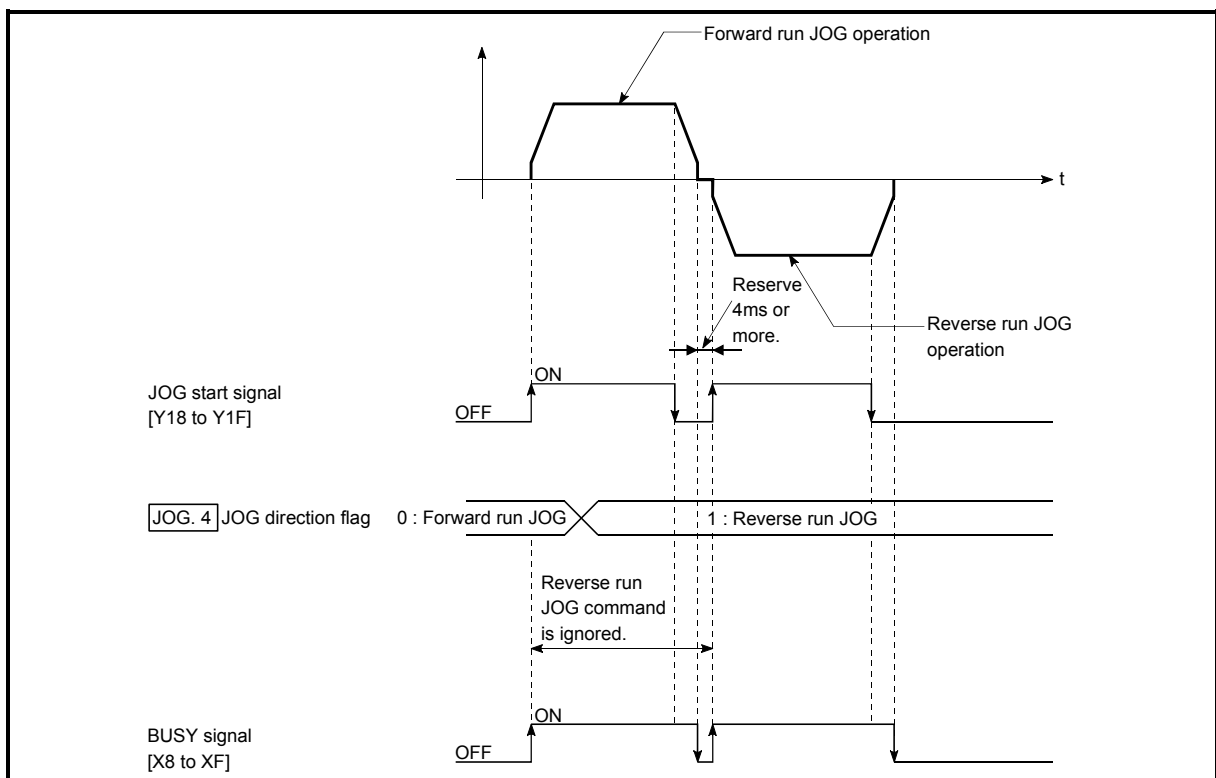 Forward run JOG operation
t
Reserve
4ms or
more.
Reverse run JOG
operation
JOG start signal
[Y18 to Y1F]
ON
OFF
JOG. 4 JOG direction flag
0 : Forward run JOG
1 : Reverse run JOG
Reverse run
JOG command
is ignored.
BUSY signal
[X8 to XF]
ON
OFF